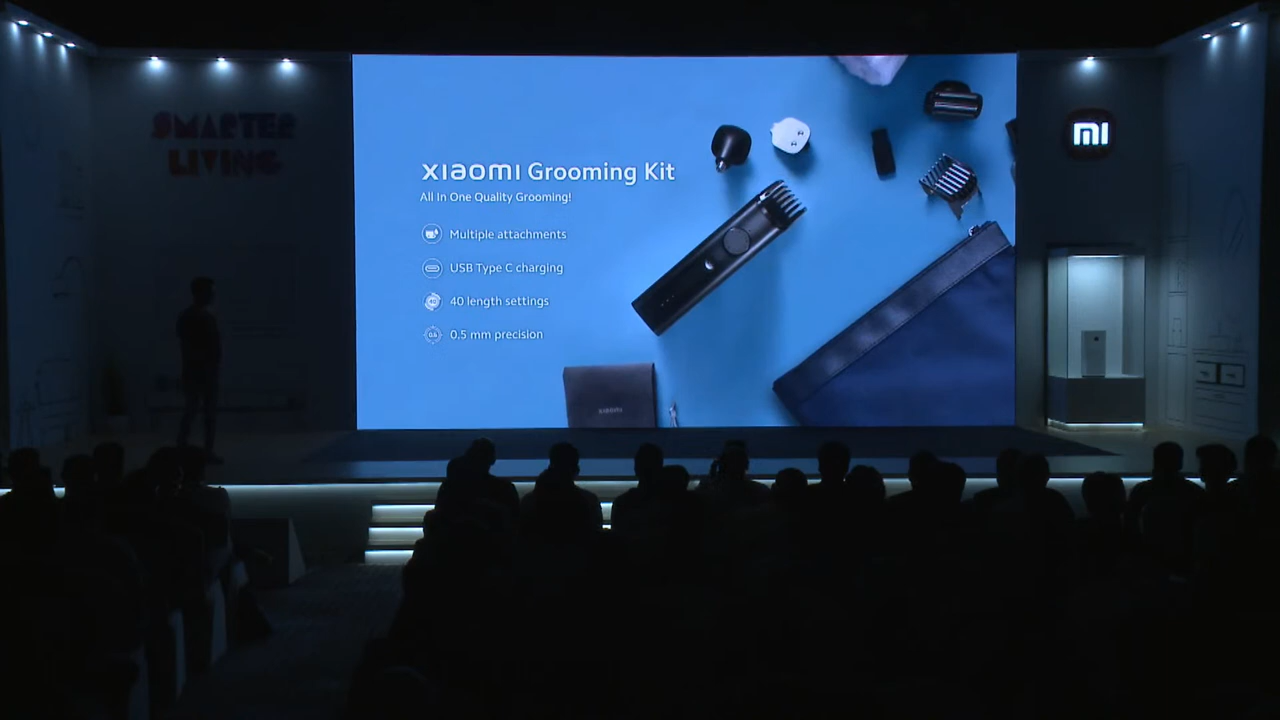 SMARTER
LIVING
XIAOMI Grooming Kit
All In One Quality Grooming!
Multiple attachments
USB Type C charging
40 length settings
0.5 mm precision
XIAOMI
MI